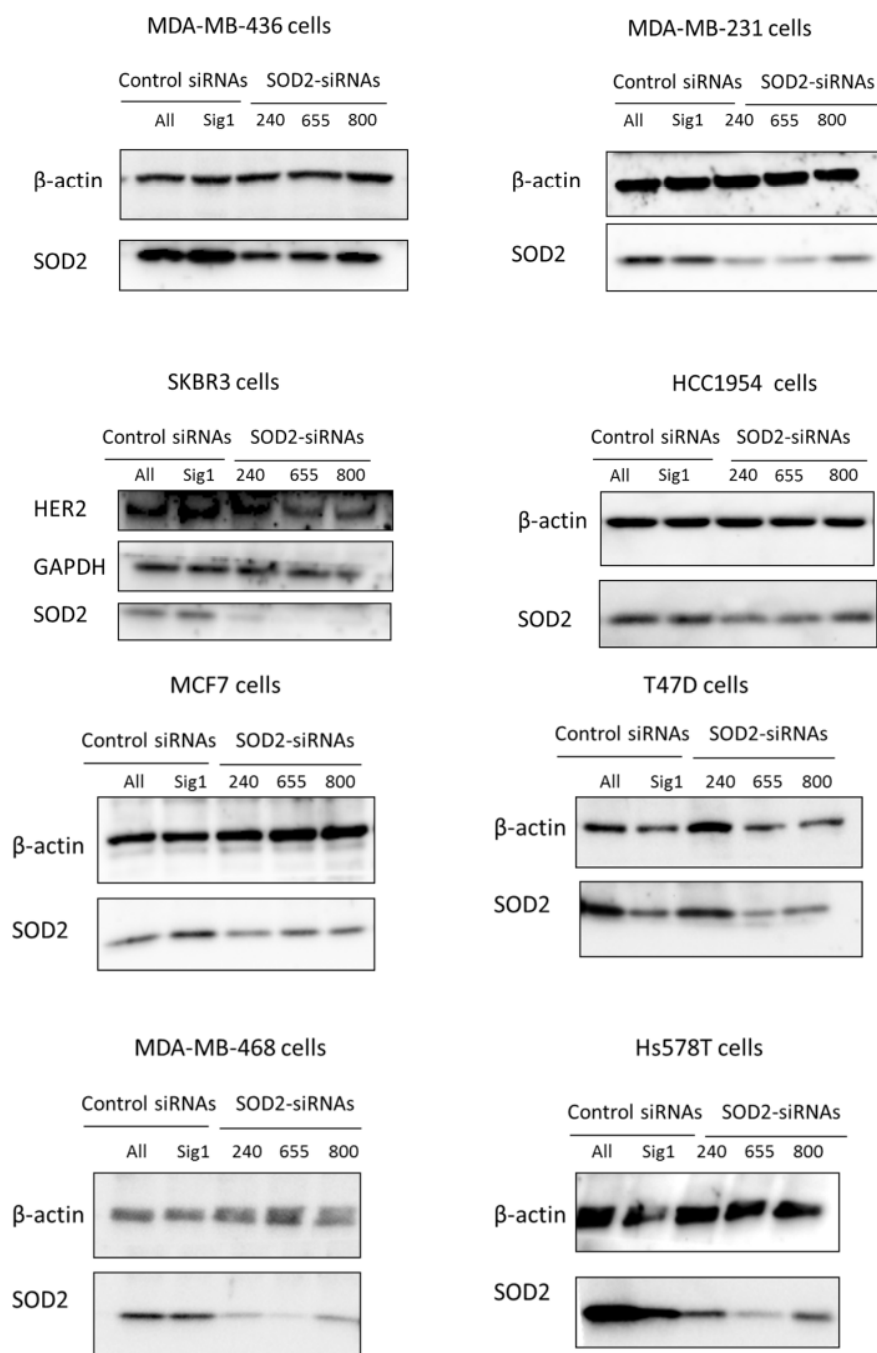 MDA-MB-436 cells
Control siRNAs SOD2-siRNAs
All Sig1 240 655 800
β-actin
SOD2
MDA-MB-231 cells
Control siRNAs SOD2-siRNAs
All Sig1 240 655 800
β-actin
SOD2
SKBR3 cells
Control siRNAs SOD2-siRNAs
All Sig1 240 655 800
HER2
GAPDH
SOD2
HCC1954 cells
Control siRNAs SOD2-siRNAs
All Sig1 240 655 800
β-actin
SOD2
MCF7 cells
Control siRNAs SOD2-siRNAs
All Sig1 240 655 800
β-actin
SOD2
T47D cells
Control siRNAs SOD2-siRNAs
All Sig1 240 655 800
β-actin
SOD2
MDA-MB-468 cells
Control siRNAs SOD2-siRNAs
All Sig1 240 655 800
β-actin
SOD2
Hs578T cells
Control siRNAs SOD2-siRNAs
All Sig1 240 655 800
β-actin
SOD2